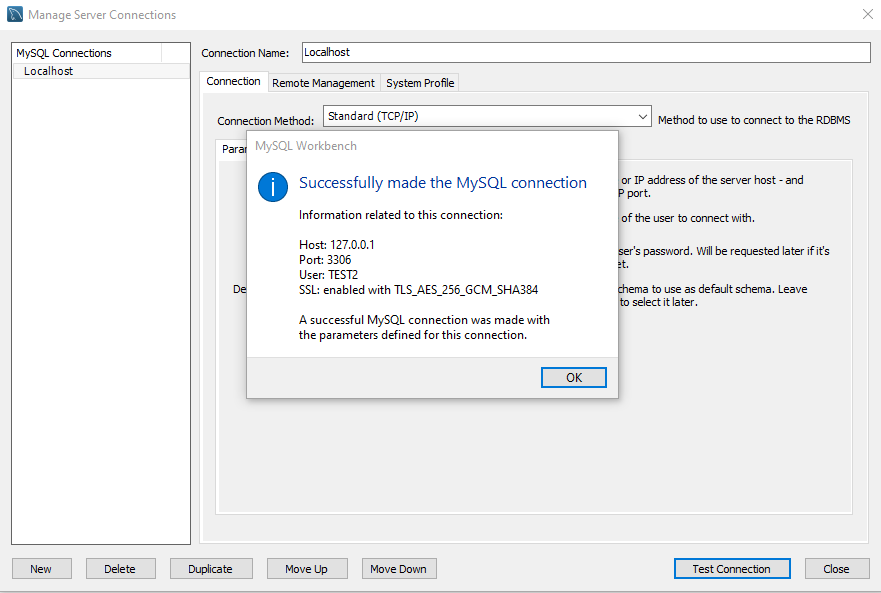 Manage Server Connections
MySQL Connections
Localhost
Connection Name: Localhost
Connection Remote Management System Profile
Connection Method: Standard (TCP/IP) Method to use to connect to the RDBMS
MySQL Workbench
Successfully made the MySQL connection
Information related to this connection:
Host: 127.0.0.1
Port: 3306
User: TEST2
SSL: enabled with TLS_AES_256_GCM_SHA384
A successful MySQL connection was made with
the parameters defined for this connection.
OK
or IP address of the server host - and
P port.
of the user to connect with.
ser's password. Will be requested later if it's
et.
chema to use as default schema. Leave
to select it later.
Paran
De
New Delete Duplicate Move Up Move Down Test Connection Close